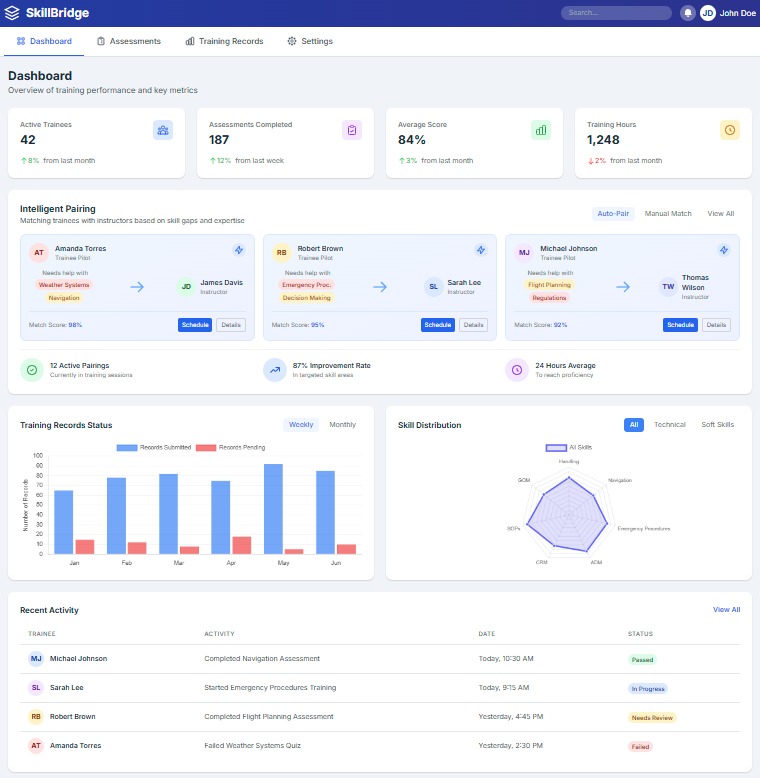 SkillBridge
Search...
JD
John Doe
Dashboard
Assessments
Training Records
Settings
Dashboard
Overview of training performance and key metrics
Active Trainees
42
↑8% from last month
Assessments Completed
187
↑12% from last week
Average Score
84%
↑3% from last month
Training Hours
1,248
↓2% from last month
Intelligent Pairing
Matching trainees with instructors based on skill gaps and expertise
Auto-Pair
Manual Match
View All
AT
Amanda Torres
Trainee Pilot
Needs help with
Weather Systems
Navigation
JD
James Davis
Instructor
Match Score: 98%
Schedule
Details
RB
Robert Brown
Trainee Pilot
Needs help with
Emergency Proc.
Decision Making
SL
Sarah Lee
Instructor
Match Score: 95%
Schedule
Details
MJ
Michael Johnson
Trainee Pilot
Needs help with
Flight Planning
Regulations
TW
Thomas
Wilson
Instructor
Match Score: 92%
Schedule
Details
12 Active Pairings
Currently in training sessions
87% Improvement Rate
In targeted skill areas
24 Hours Average
To reach proficiency
Training Records Status
Weekly
Monthly
Records Submitted
Records Pending
Number of Records
100
90
80
70
60
50
40
30
20
10
0
Jan
Feb
Mar
Apr
May
Jun
Skill Distribution
All
Technical
Soft Skills
All Skills
Handling
Navigation
Emergency Procedures
ADM
CRM
SOPs
Recent Activity
View All
TRAINEE
ACTIVITY
DATE
STATUS
MJ
Michael Johnson
Completed Navigation Assessment
Today, 10:30 AM
Passed
SL
Sarah Lee
Started Emergency Procedures Training
Today, 9:15 AM
In Progress
RB
Robert Brown
Completed Flight Planning Assessment
Yesterday, 4:45 PM
Needs Review
AT
Amanda Torres
Failed Weather Systems Quiz
Yesterday, 2:30 PM
Failed